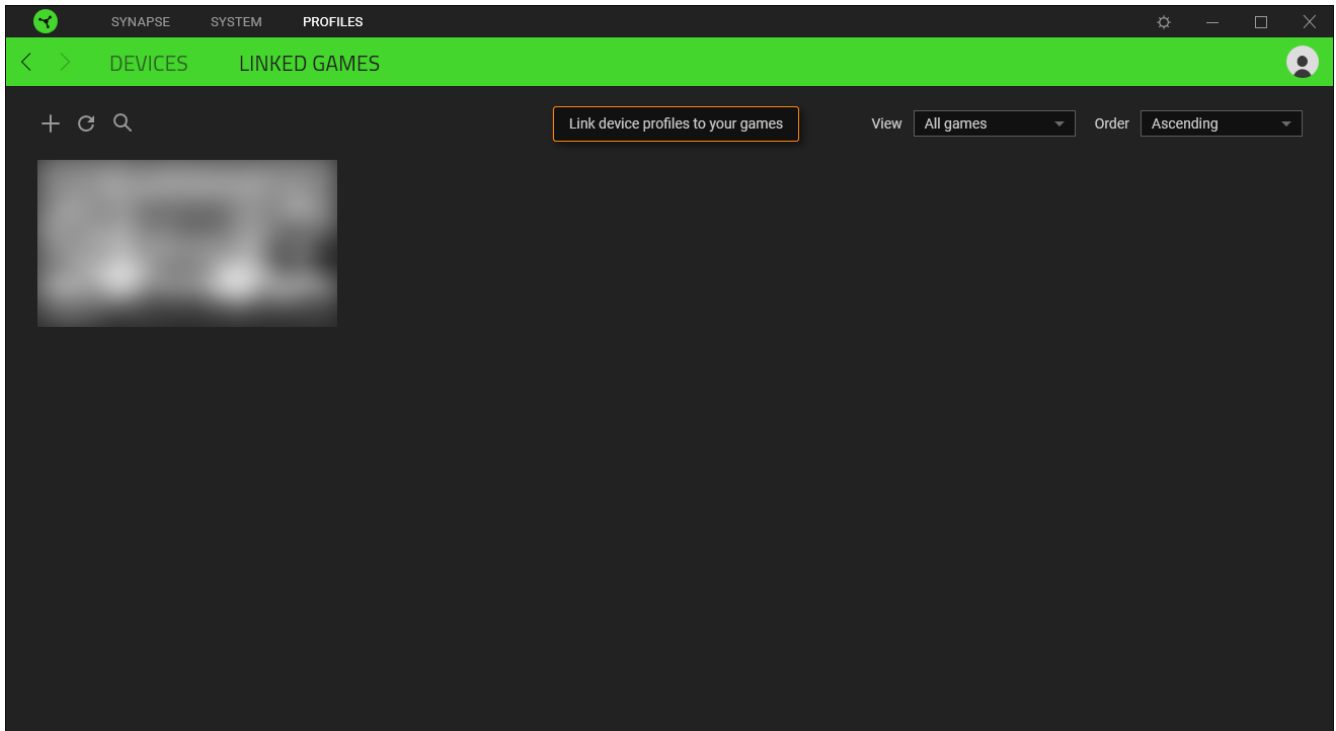 SYNAPSE SYSTEM PROFILES
DEVICES LINKED GAMES
Link device profiles to your games View All games Order Ascending